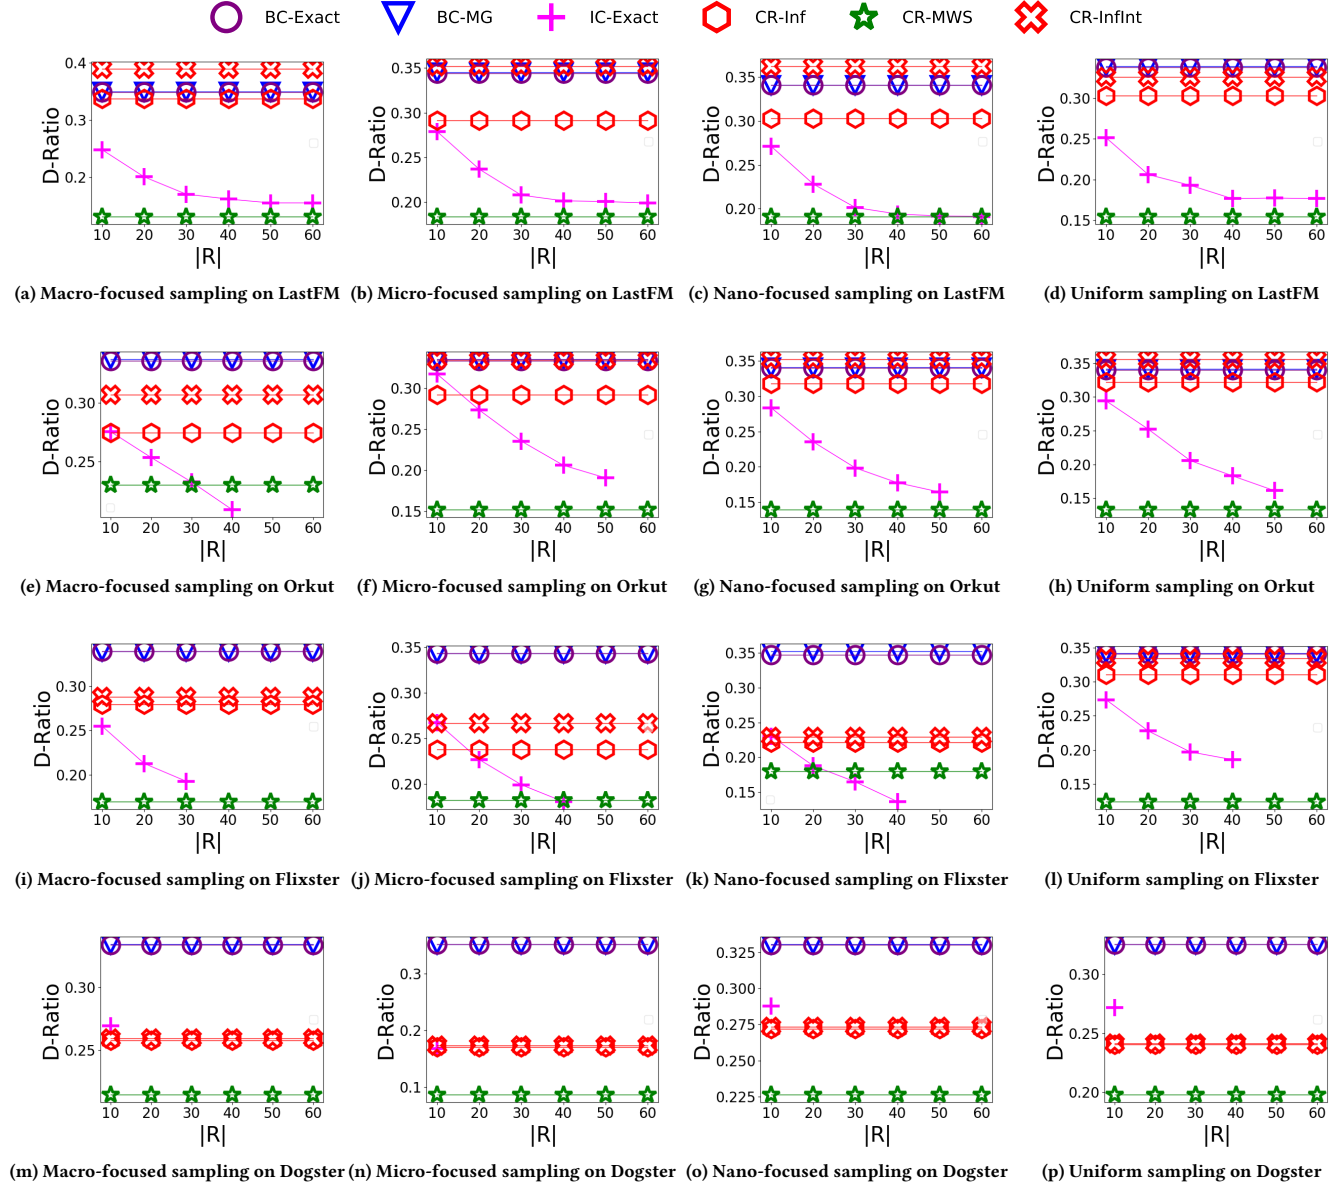 BC-Exact BC-MG IC-Exact CR-Inf CR-MWS CR-InfInt
D-Ratio
0.4
0.3
0.2
10 20 30 40 50 60
|R|
(a) Macro-focused sampling on LastFM
D-Ratio
0.35
0.30
0.25
0.20
10 20 30 40 50 60
|R|
(b) Micro-focused sampling on LastFM
D-Ratio
0.35
0.30
0.25
0.20
10 20 30 40 50 60
|R|
(c) Nano-focused sampling on LastFM
D-Ratio
0.30
0.25
0.20
0.15
10 20 30 40 50 60
|R|
(d) Uniform sampling on LastFM
D-Ratio
0.30
0.25
10 20 30 40 50 60
|R|
(e) Macro-focused sampling on Orkut
D-Ratio
0.30
0.25
0.20
0.15
10 20 30 40 50 60
|R|
(f) Micro-focused sampling on Orkut
D-Ratio
0.35
0.30
0.25
0.20
0.15
10 20 30 40 50 60
|R|
(g) Nano-focused sampling on Orkut
D-Ratio
0.35
0.30
0.25
0.20
0.15
10 20 30 40 50 60
|R|
(h) Uniform sampling on Orkut
D-Ratio
0.30
0.25
0.20
10 20 30 40 50 60
|R|
(i) Macro-focused sampling on Flixster
D-Ratio
0.35
0.30
0.25
0.20
10 20 30 40 50 60
|R|
(j) Micro-focused sampling on Flixster
D-Ratio
0.35
0.30
0.25
0.20
0.15
10 20 30 40 50 60
|R|
(k) Nano-focused sampling on Flixster
D-Ratio
0.35
0.30
0.25
0.20
0.15
10 20 30 40 50 60
|R|
(l) Uniform sampling on Flixster
D-Ratio
0.30
0.25
10 20 30 40 50 60
|R|
(m) Macro-focused sampling on Dogster
D-Ratio
0.3
0.2
0.1
10 20 30 40 50 60
|R|
(n) Micro-focused sampling on Dogster
D-Ratio
0.325
0.300
0.275
0.250
0.225
10 20 30 40 50 60
|R|
(o) Nano-focused sampling on Dogster
D-Ratio
0.30
0.25
0.20
10 20 30 40 50 60
|R|
(p) Uniform sampling on Dogster